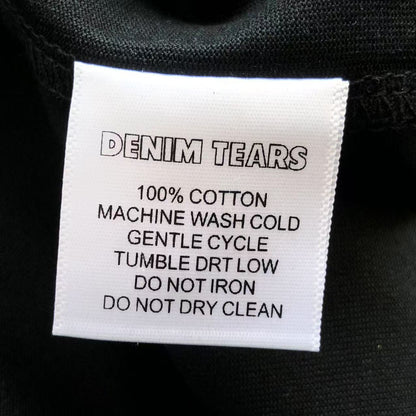 DENIM TEARS
100% COTTON
MACHINE WASH COLD
GENTLE CYCLE
TUMBLE DRT LOW
DO NOT IRON
DO NOT DRY CLEAN